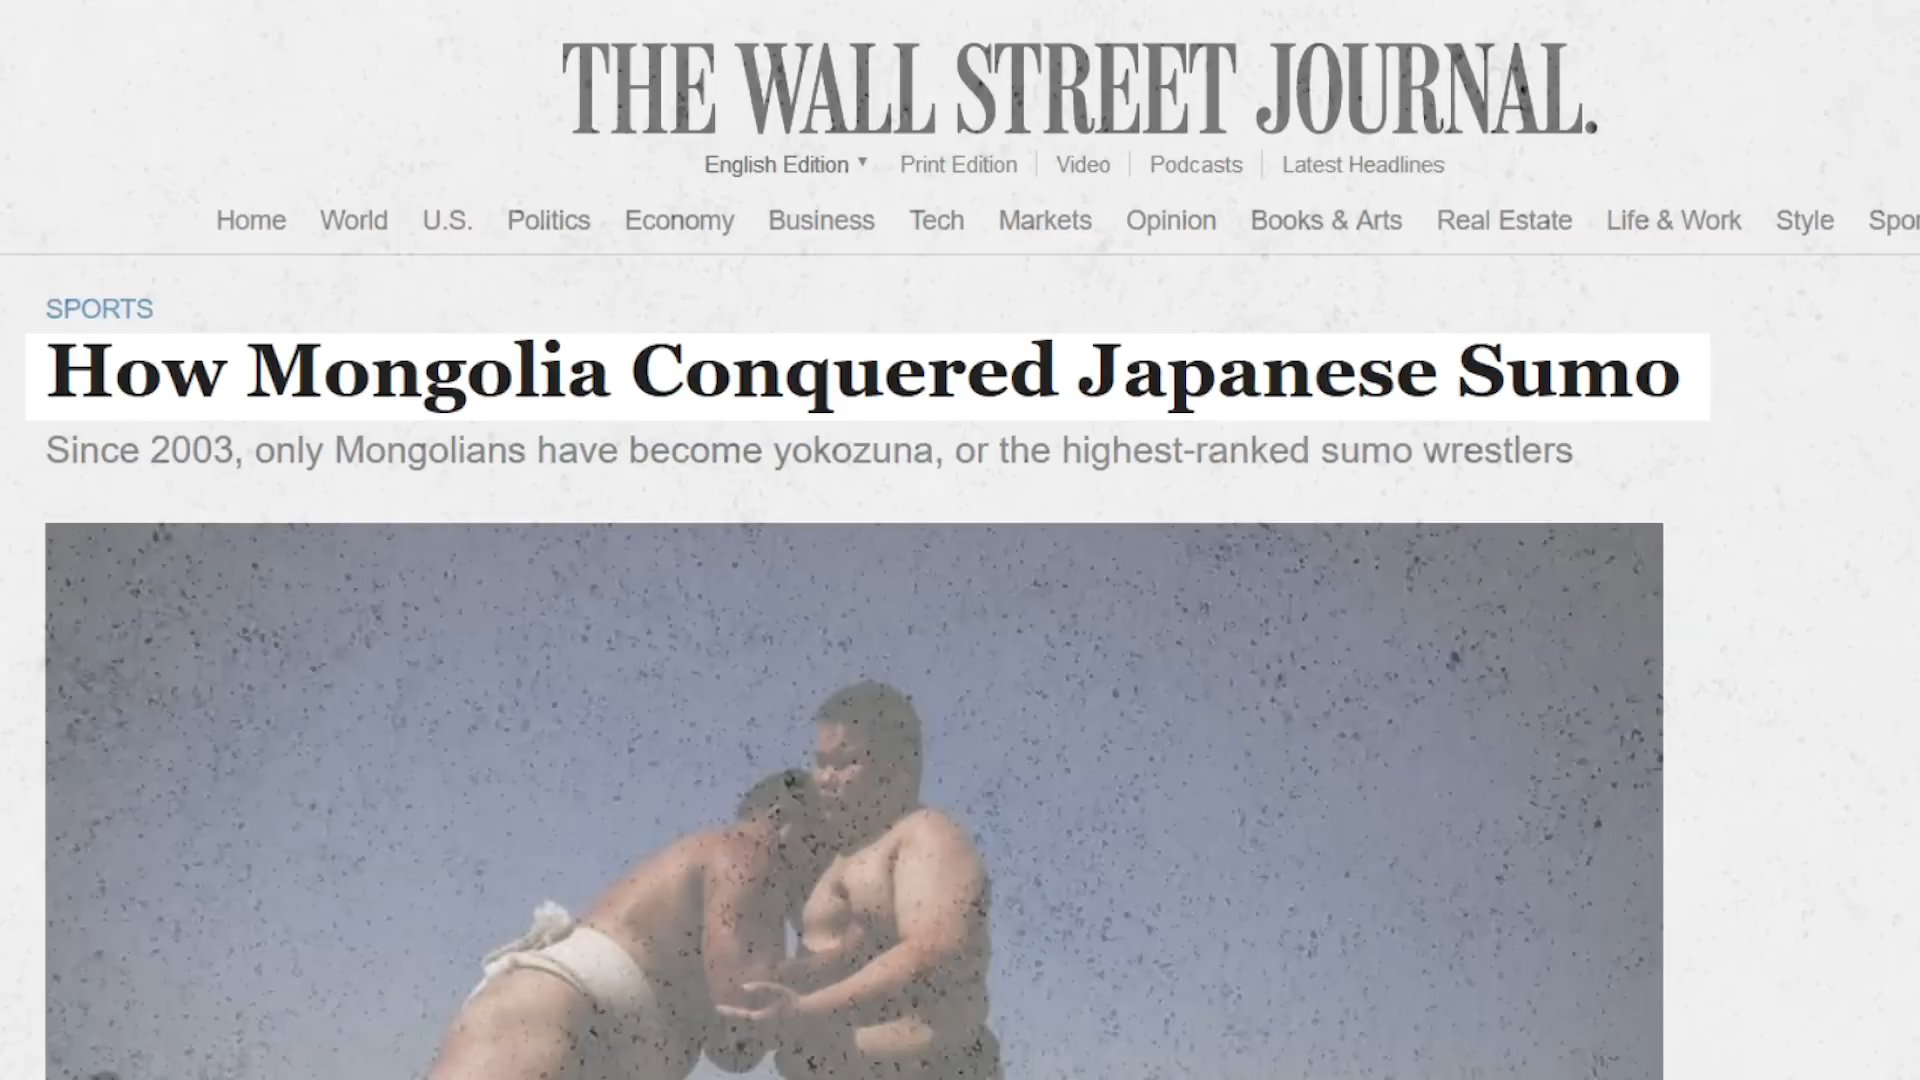 THE WALL STREET JOURNAL.
English Edition Print Edition Video Podcasts Latest Headlines
Home World U.S. Politics Economy Business Tech Markets Opinion Books & Arts Real Estate Life & Work Style
SPORTS
How Mongolia Conquered Japanese Sumo
Since 2003, only Mongolians have become yokozuna, or the highest-ranked sumo wrestlers